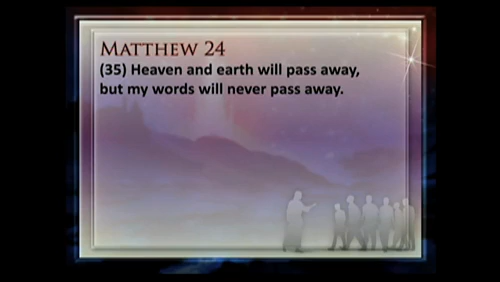 Matthew 24
(35) Heaven and earth will pass away,
but my words will never pass away.